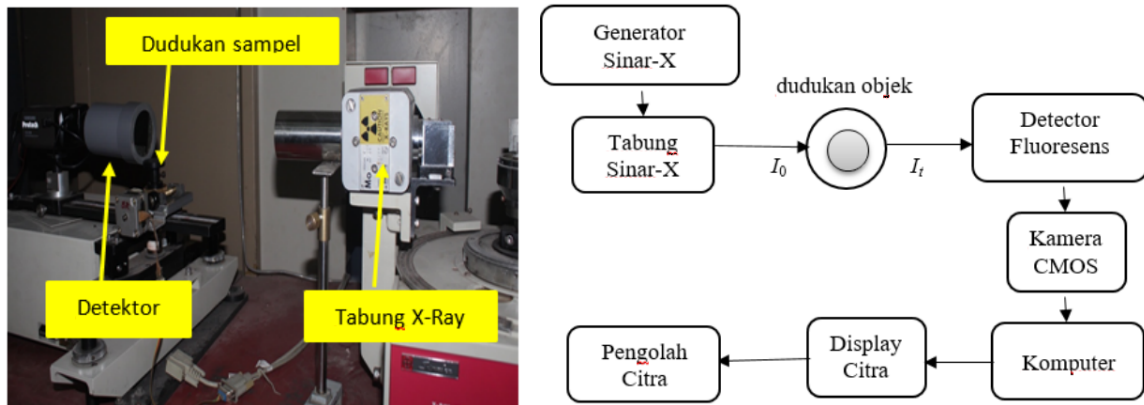 Dudukan sampel
Detektor
Tabung X-Ray
Generator
Sinar-X
Tabung
Sinar-X
I₀
dudukan objek
Iₜ
Detector
Fluoresens
Kamera
CMOS
Komputer
Display
Citra
Pengolah
Citra